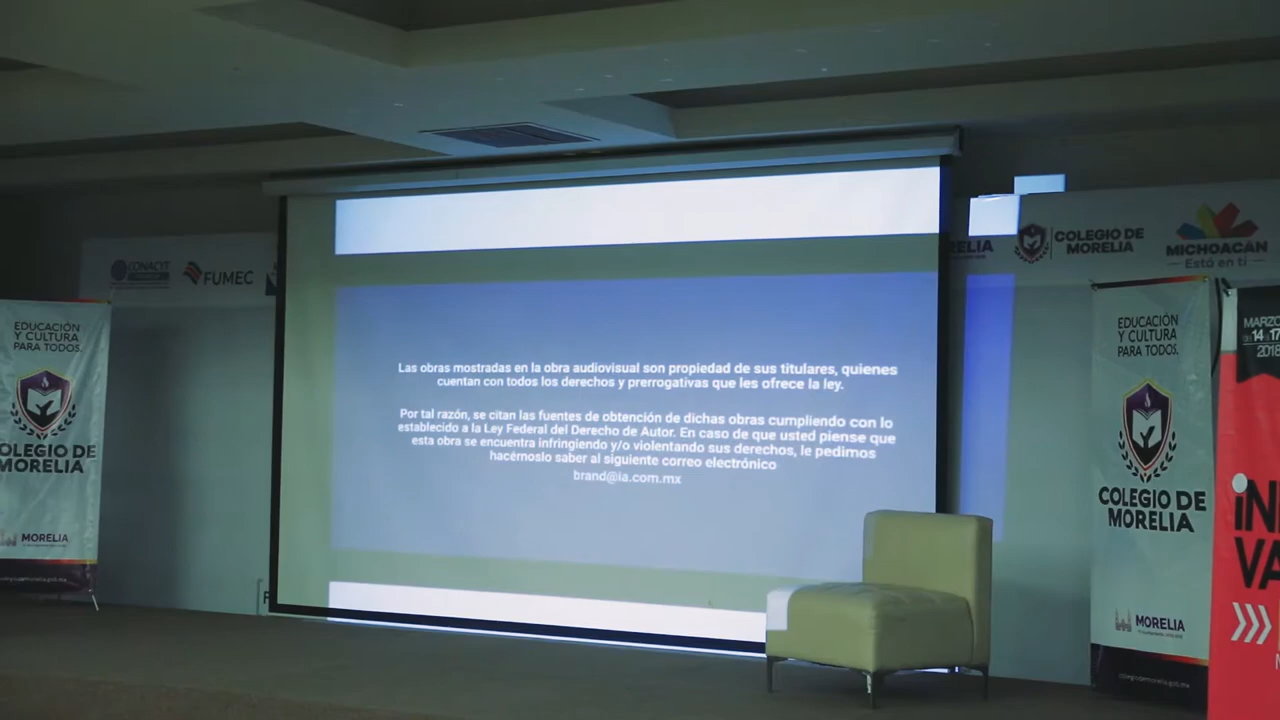 Las obras mostradas en la obra audiovisual son propiedad de sus titulares, quienes
cuentan con todos los derechos y prerrogativas que les ofrece la ley.
Por tal razón, se citan las fuentes de obtención de dichas obras cumpliendo con lo
establecido a la Ley Federal del Derecho de Autor. En caso de que usted piense que
esta obra se encuentra infringiendo y/o violentando sus derechos, le pedimos
hacérnoslo saber al siguiente correo electrónico
brand@ia.com.mx
CONACYT
FUMEC
EDUCACIÓN
Y CULTURA
PARA TODOS.
OLEGIO DE
MORELIA
MORELIA
RELIA
COLEGIO DE
MORELIA
MICHOACÁN
Está en ti
EDUCACIÓN
Y CULTURA
PARA TODOS.
COLEGIO DE
MORELIA
MORELIA
MARZO
14
17
2018
iN
VA